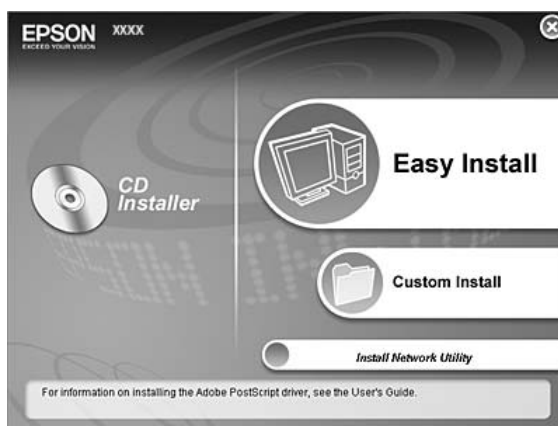 EPSON
EXCEED YOUR VISION
XXXX
CD
Installer
Easy Install
Custom Install
Install Network Utility
For information on installing the Adobe PostScript driver, see the User's Guide.